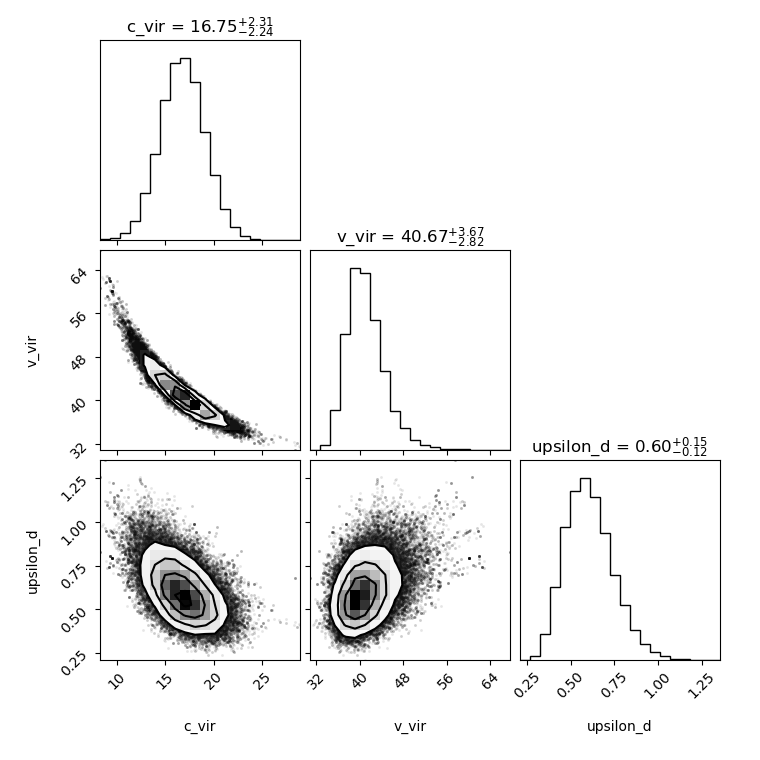 c_vir = 16.75+2.31−2.24
v_vir = 40.67+3.67−2.82
64
56
48
40
32
v_vir
upsilon_d = 0.60+0.15−0.12
1.25
1.00
0.75
0.50
0.25
upsilon_d
10 15 20 25
32 40 48 56 64
0.25 0.50 0.75 1.00 1.25
c_vir v_vir upsilon_d